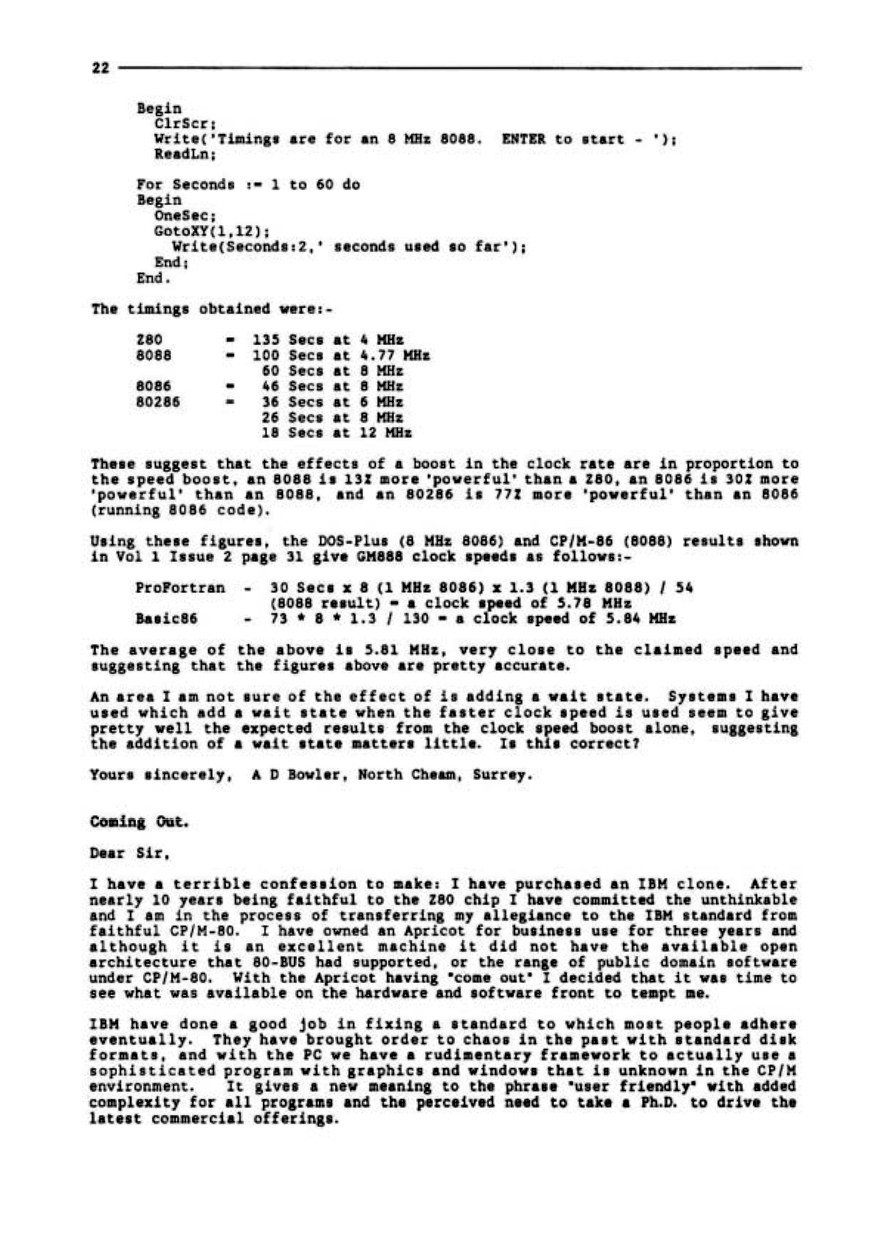 22
Begin
ClrScr;
Write('Timings are for an 8 MHz 8088.  ENTER to start - ');
ReadLn;
For Seconds := 1 to 60 do
Begin
OneSec;
GotoXY(1,12);
Write(Seconds:2,' seconds used so far');
End;
End.
The timings obtained were:-
Z80 = 135 Secs at 4 MHz
8088 = 100 Secs at 4.77 MHz
60 Secs at 8 MHz
8086 = 46 Secs at 8 MHz
80286 = 36 Secs at 6 MHz
26 Secs at 8 MHz
18 Secs at 12 MHz
These suggest that the effects of a boost in the clock rate are in proportion to
the speed boost, an 8088 is 13% more 'powerful' than a Z80, an 8086 is 30% more
'powerful' than an 8088, and an 80286 is 77% more 'powerful' than an 8086
(running 8086 code).
Using these figures, the DOS-Plus (8 MHz 8086) and CP/M-86 (8088) results shown
in Vol 1 Issue 2 page 31 give GM888 clock speeds as follows:-
ProFortran - 30 Secs x 8 (1 MHz 8086) x 1.3 (1 MHz 8088) / 54
(8088 result) = a clock speed of 5.78 MHz
Basic86 - 73 * 8 * 1.3 / 130 = a clock speed of 5.84 MHz
The average of the above is 5.81 MHz, very close to the claimed speed and
suggesting that the figures above are pretty accurate.
An area I am not sure of the effect of is adding a wait state. Systems I have
used which add a wait state when the faster clock speed is used seem to give
pretty well the expected results from the clock speed boost alone, suggesting
the addition of a wait state matters little. Is this correct?
Yours sincerely, A D Bowler, North Cheam, Surrey.
Coming Out.
Dear Sir,
I have a terrible confession to make: I have purchased an IBM clone. After
nearly 10 years being faithful to the Z80 chip I have committed the unthinkable
and I am in the process of transferring my allegiance to the IBM standard from
faithful CP/M-80. I have owned an Apricot for business use for three years and
although it is an excellent machine it did not have the available open
architecture that 80-BUS had supported, or the range of public domain software
under CP/M-80. With the Apricot having "come out" I decided that it was time to
see what was available on the hardware and software front to tempt me.
IBM have done a good job in fixing a standard to which most people adhere
eventually. They have brought order to chaos in the past with standard disk
formats, and with the PC we have a rudimentary framework to actually use a
sophisticated program with graphics and windows that is unknown in the CP/M
environment. It gives a new meaning to the phrase "user friendly" with added
complexity for all programs and the perceived need to take a Ph.D. to drive the
latest commercial offerings.